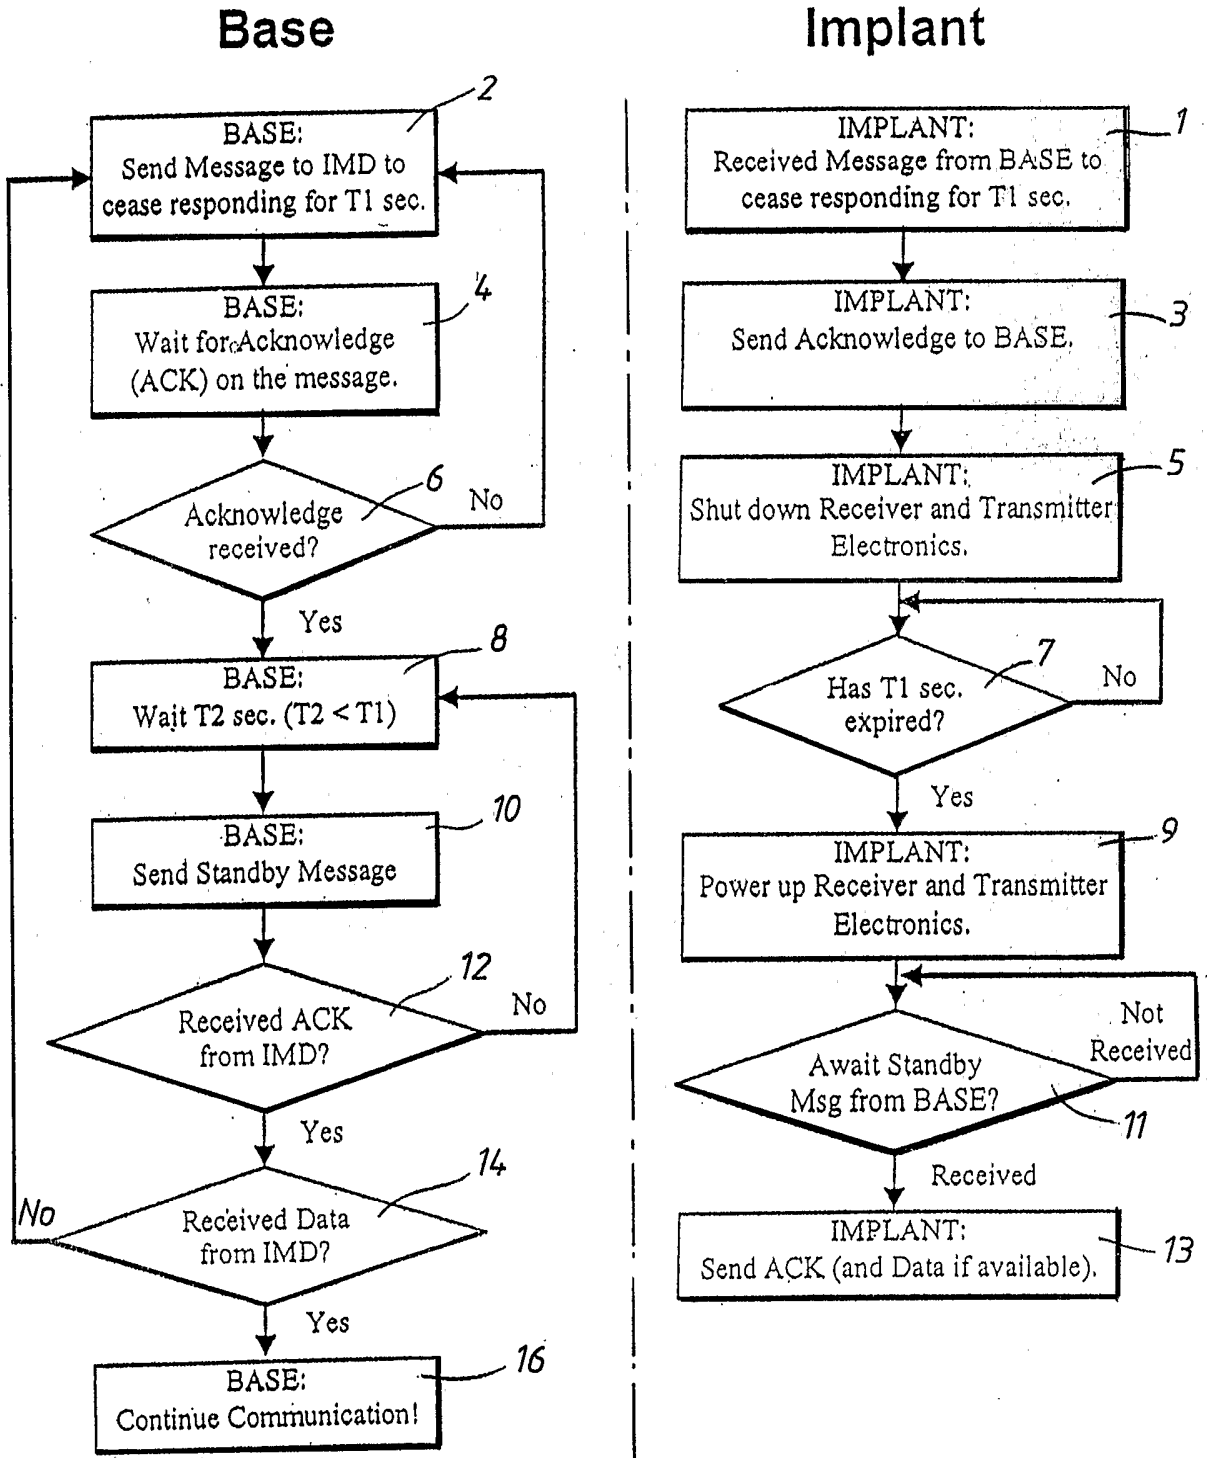 Base
2
BASE:
Send Message to IMD to
cease responding for T1 sec.
4
BASE:
Wait for Acknowledge
(ACK) on the message.
6
Acknowledge
received?
No
Yes
8
BASE:
Wait T2 sec. (T2 < T1)
10
BASE:
Send Standby Message
12
Received ACK
from IMD?
No
Yes
14
Received Data
from IMD?
No
Yes
16
BASE:
Continue Communication!
Implant
1
IMPLANT:
Received Message from BASE to
cease responding for T1 sec.
3
IMPLANT:
Send Acknowledge to BASE.
5
IMPLANT:
Shut down Receiver and Transmitter
Electronics.
7
Has T1 sec.
expired?
No
Yes
9
IMPLANT:
Power up Receiver and Transmitter
Electronics.
Not
Received
Await Standby
Msg from BASE?
11
Received
IMPLANT:
13
Send ACK (and Data if available).